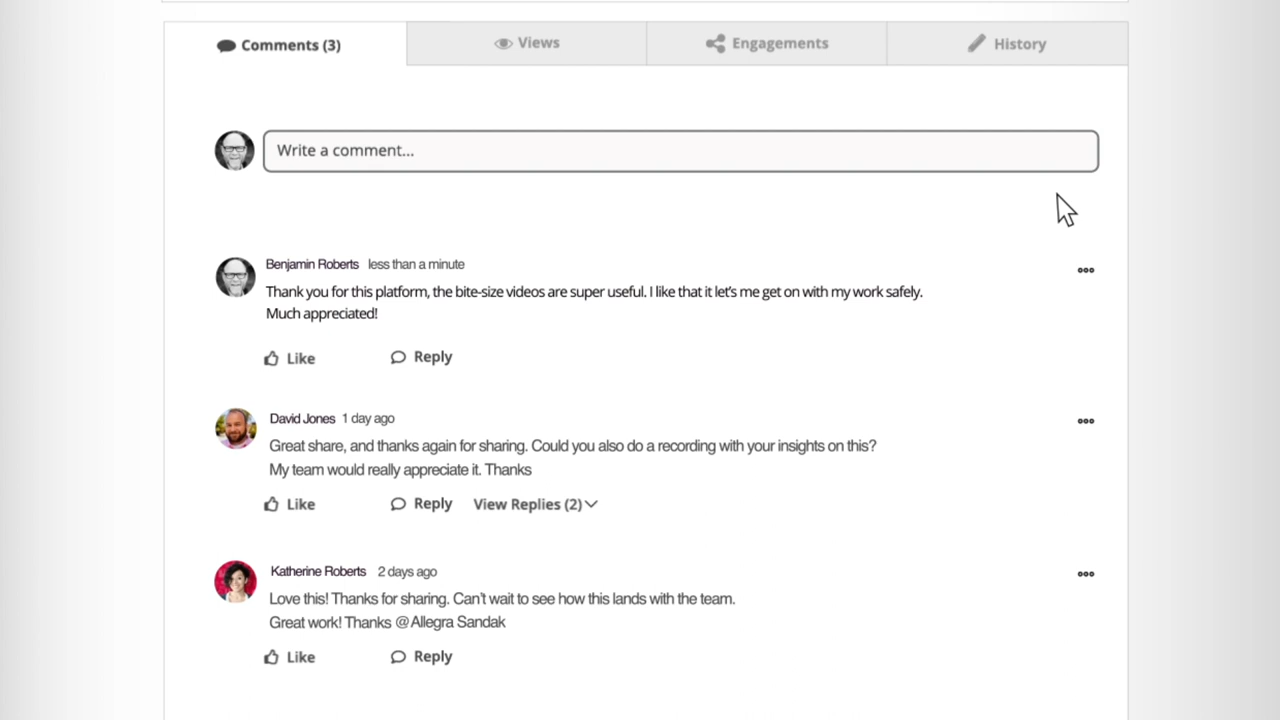 Comments (3)
Views
Engagements
History
Write a comment...
Benjamin Roberts less than a minute
Thank you for this platform, the bite-size videos are super useful. I like that it let's me get on with my work safely.
Much appreciated!
Like Reply
David Jones 1 day ago
Great share, and thanks again for sharing. Could you also do a recording with your insights on this?
My team would really appreciate it. Thanks
Like Reply View Replies (2)
Katherine Roberts 2 days ago
Love this! Thanks for sharing. Can't wait to see how this lands with the team.
Great work! Thanks @Allegra Sandak
Like Reply